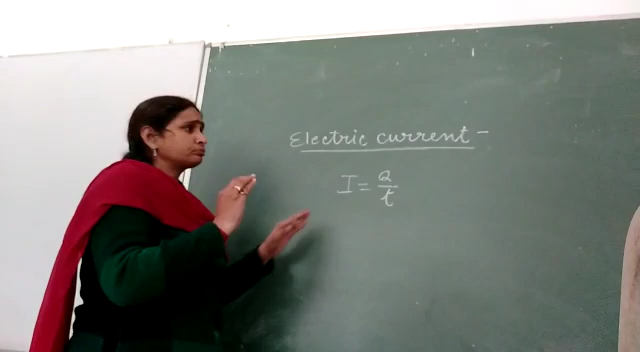 Electric current -
I = Q/t